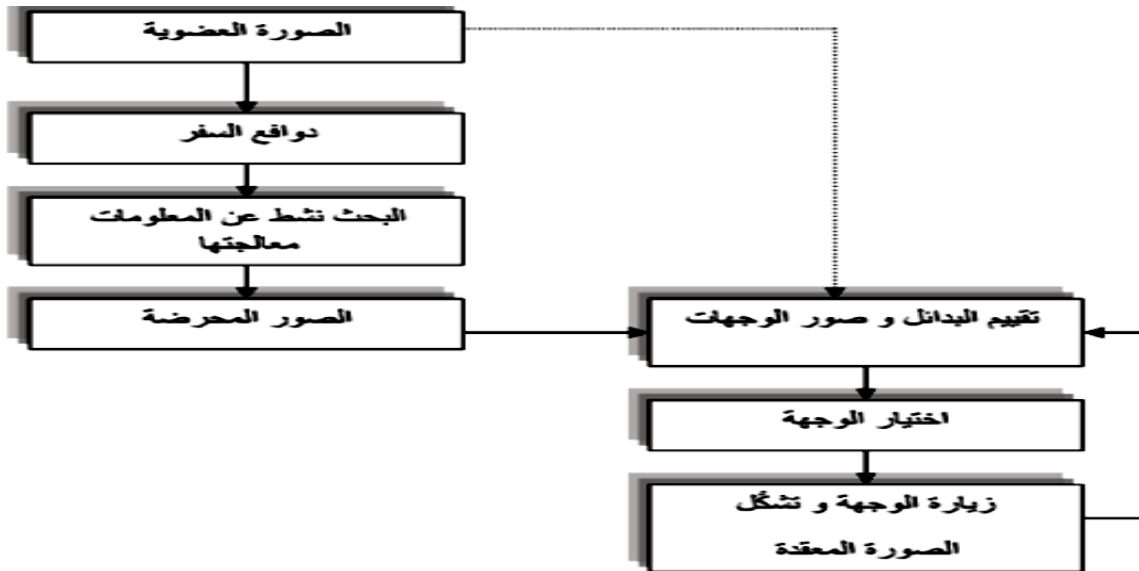 الصورة العضوية
دوافع السفر
البحث نشط عن المعلومات
معالجتها
الصور المحرضة
تقييم البدائل و صور الوجهات
اختيار الوجهة
زيارة الوجهة و تشكّل
الصورة المعقدة